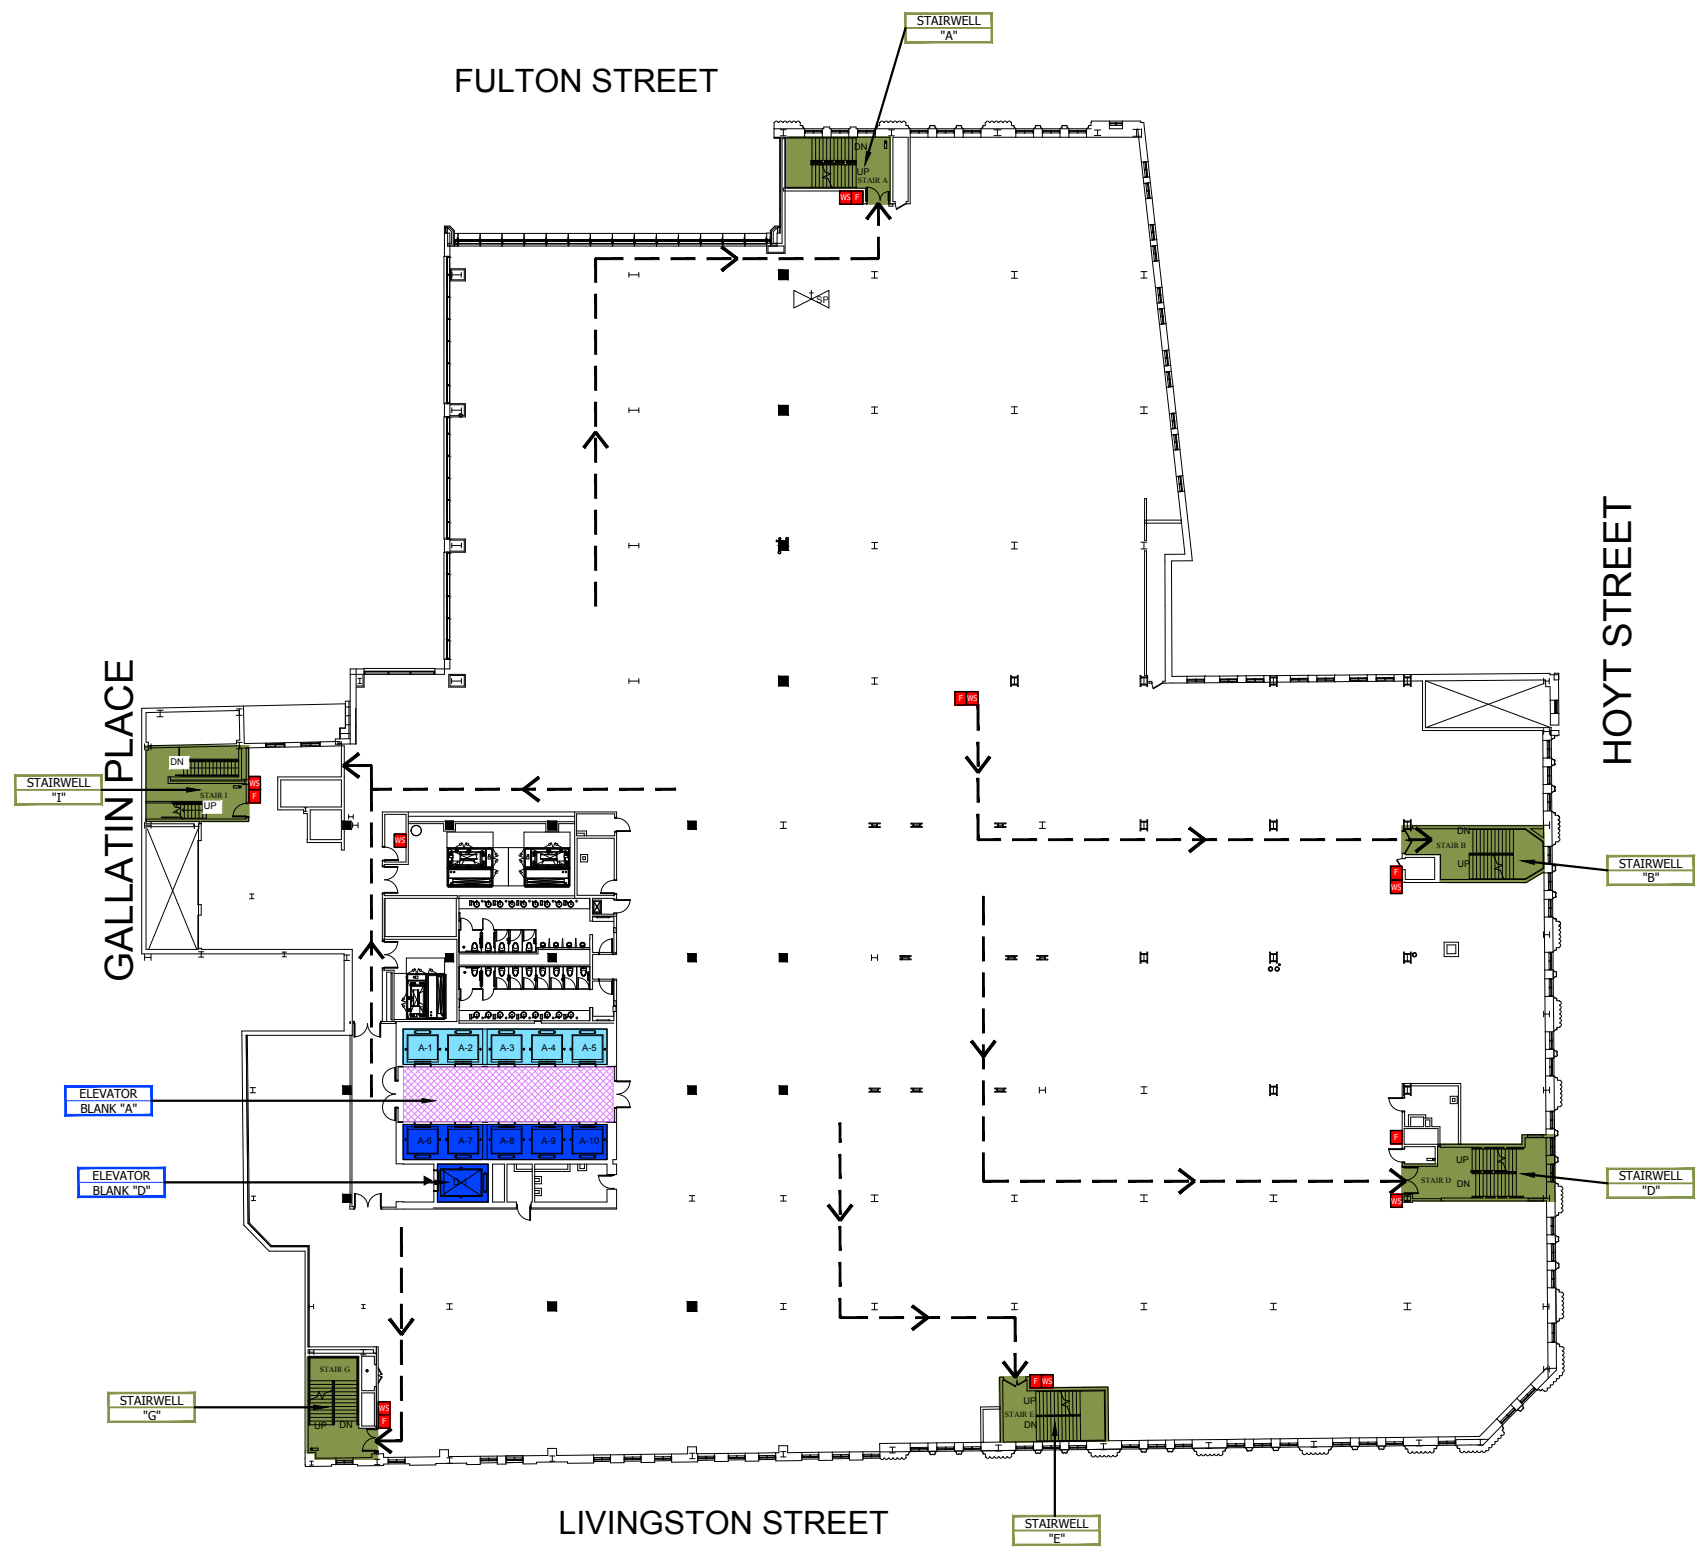 STAIRWELL
"A"
FULTON STREET
DN
UP
STAIR A
WS F
SP
HOYT STREET
GALLATIN PLACE
F WS
DN
STAIRWELL
"I"
STAIR I
UP
WS
F
WS
DN
STAIR B
UP
STAIRWELL
"B"
F
WS
A-1 A-2 A-3 A-4 A-5
ELEVATOR
BLANK "A"
A-6 A-7 A-8 A-9 A-10
F
UP
STAIR D
DN
WS
STAIRWELL
"D"
ELEVATOR
BLANK "D"
STAIR G
UP DN
WS
F
STAIRWELL
"G"
F WS
UP
STAIR E
DN
LIVINGSTON STREET
STAIRWELL
"E"